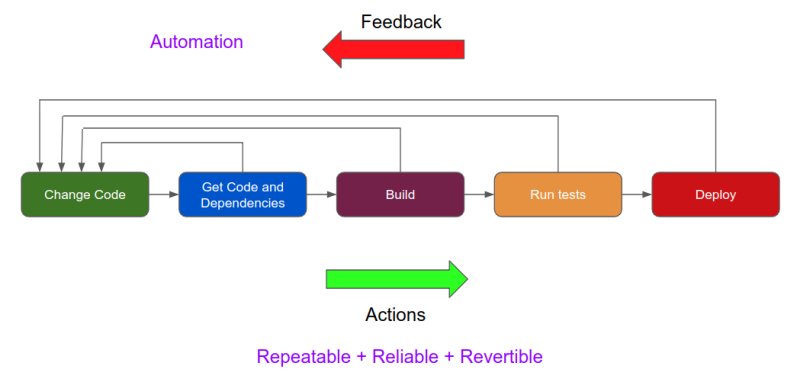 Feedback
Automation
Change Code
Get Code and
Dependencies
Build
Run tests
Deploy
Actions
Repeatable + Reliable + Revertible